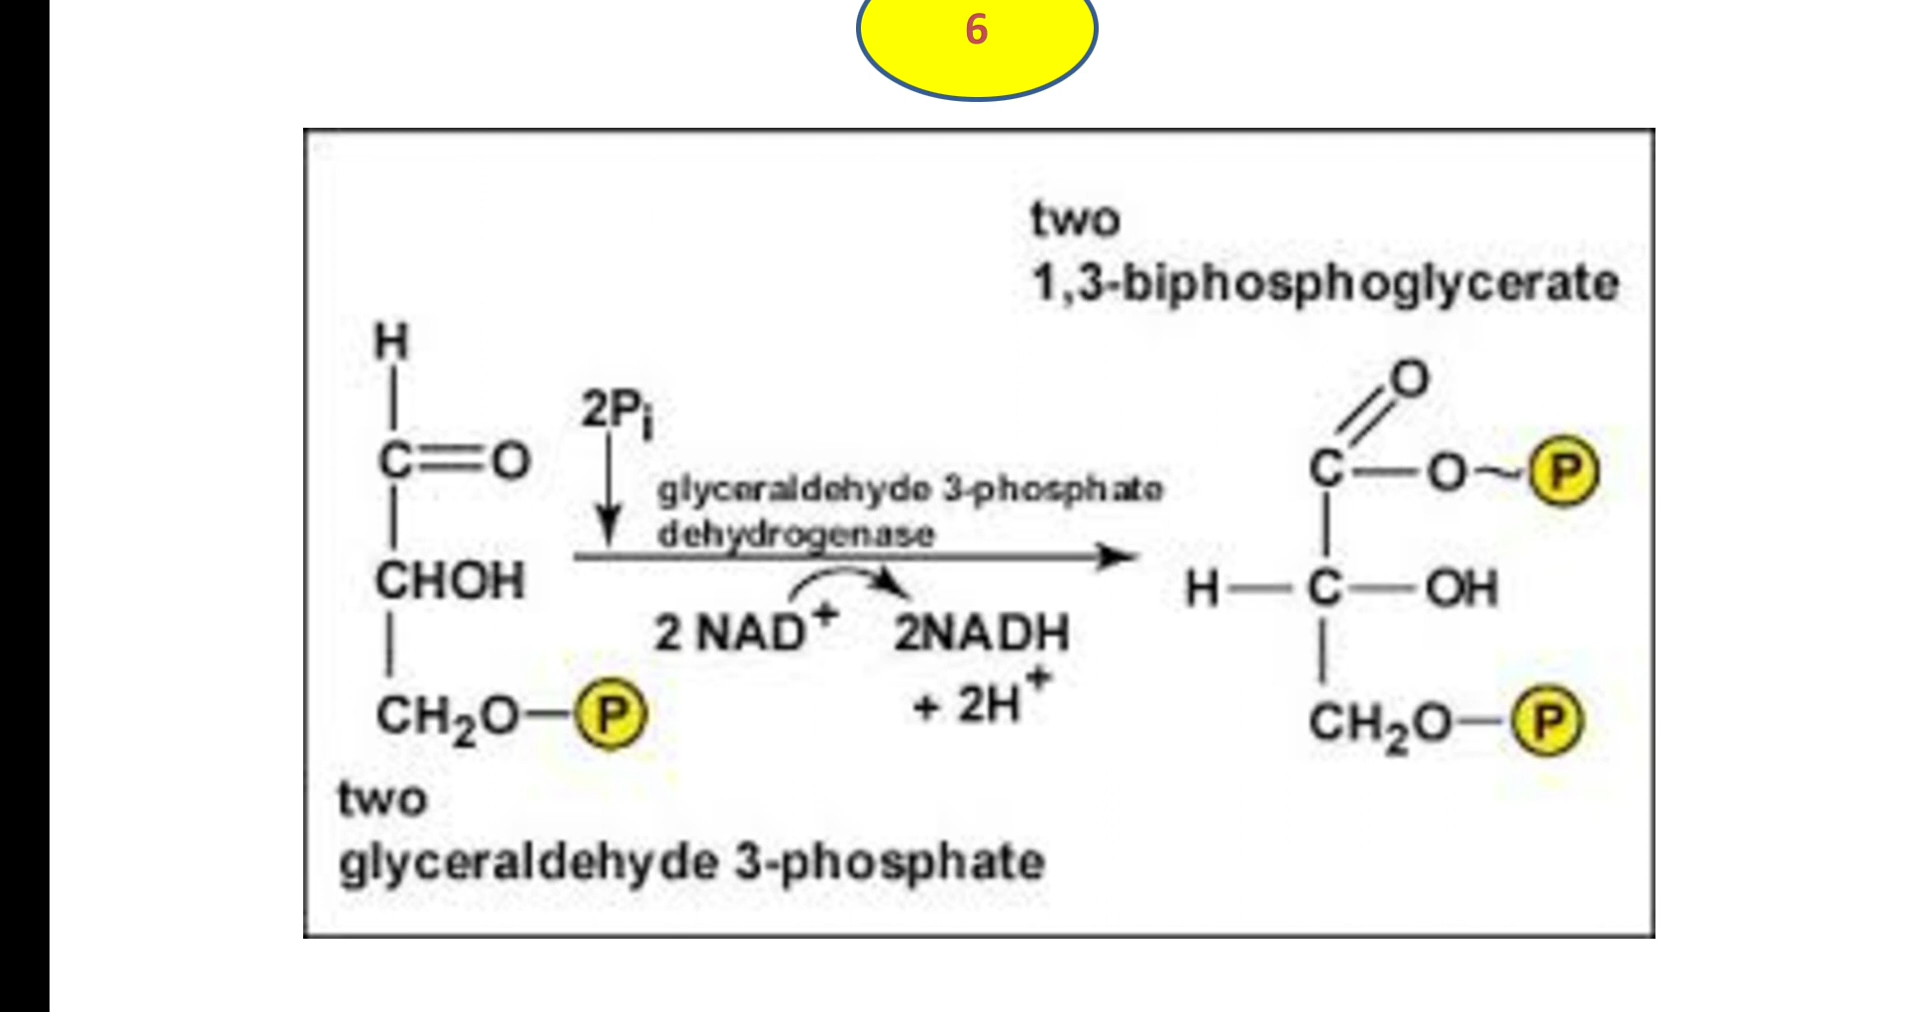 6
two
1,3-biphosphoglycerate
H
C=O
CHOH
CH₂O–P
two
glyceraldehyde 3-phosphate
2Pi
glyceraldehyde 3-phosphate
dehydrogenase
2 NAD⁺ 2NADH
+ 2H⁺
O
C–O~P
H–C–OH
CH₂O–P